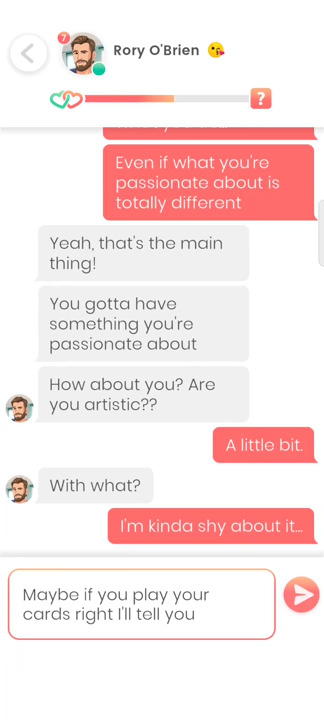 7
Rory O'Brien
?
Even if what you're
passionate about is
totally different
Yeah, that's the main
thing!
You gotta have
something you're
passionate about
How about you? Are
you artistic??
A little bit.
With what?
I'm kinda shy about it...
Maybe if you play your
cards right I'll tell you